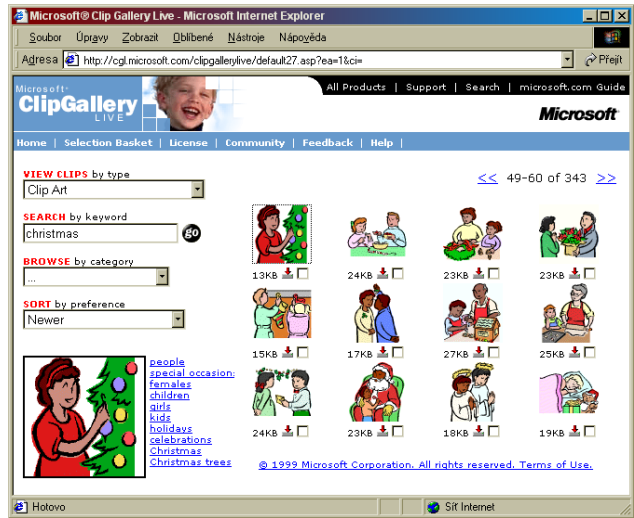 Microsoft® Clip Gallery Live - Microsoft Internet Explorer
Soubor Úpravy Zobrazit Oblíbené Nástroje Nápověda
Adresa http://cgl.microsoft.com/clipgallerylive/default27.asp?ea=1&ci= Přejít
All Products | Support | Search | microsoft.com Guide
Microsoft®
ClipGallery
LIVE
Microsoft
Home | Selection Basket | License | Community | Feedback | Help |
VIEW CLIPS by type
Clip Art
<< 49-60 of 343 >>
SEARCH by keyword
christmas go
BROWSE by category
...
SORT by preference
Newer
13KB 24KB 23KB 23KB
15KB 17KB 27KB 25KB
24KB 23KB 18KB 19KB
people
special occasion:
females
children
girls
kids
holidays
celebrations
Christmas
Christmas trees
© 1999 Microsoft Corporation. All rights reserved. Terms of Use.
Hotovo Síť Internet